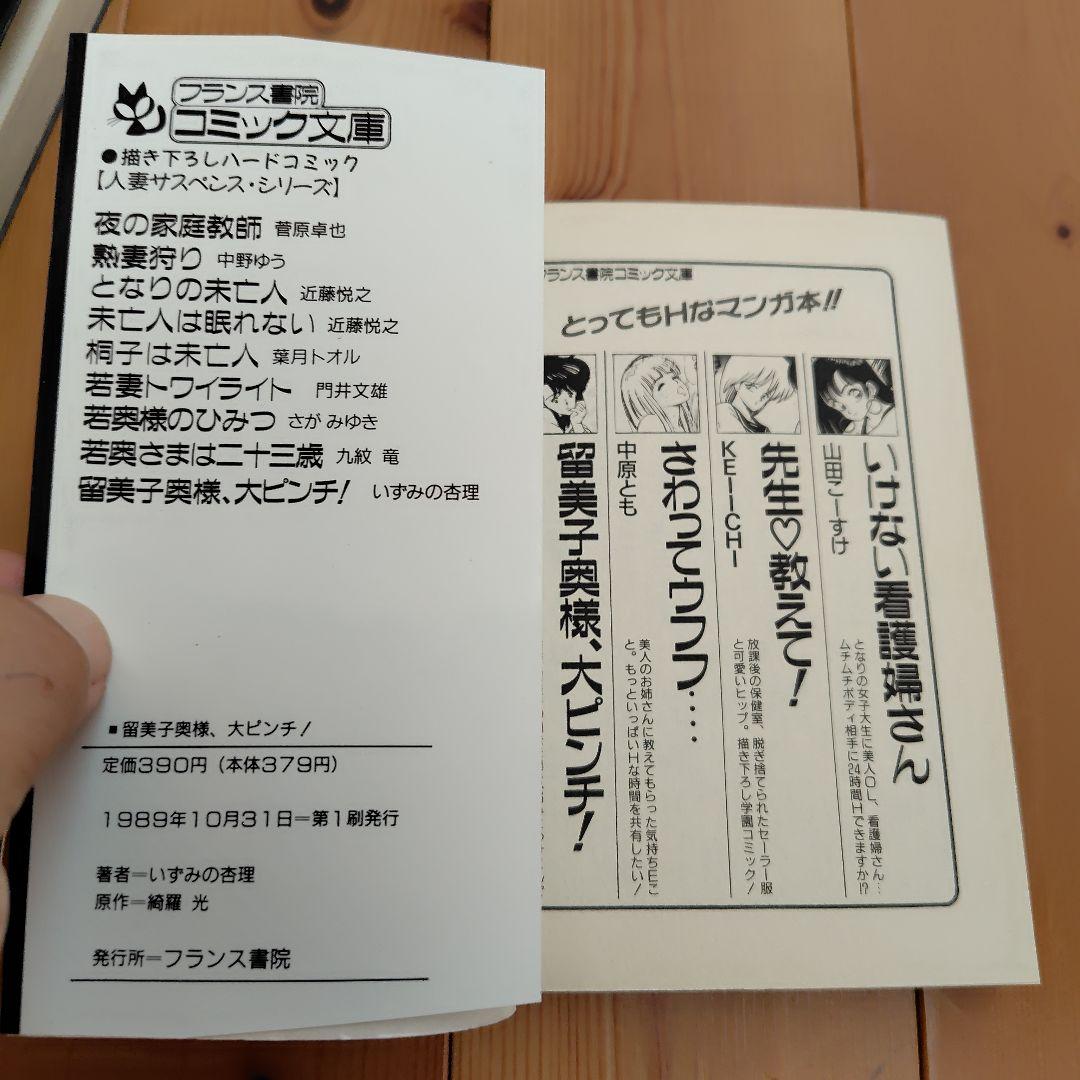 フランス書院
コミック文庫
●描き下ろしハードコミック
【人妻サスペンス・シリーズ】
夜の家庭教師 菅原卓也
熟妻狩り 中野ゆう
となりの未亡人 近藤悦之
未亡人は眠れない 近藤悦之
桐子は未亡人 葉月トオル
若妻トワイライト 門井文雄
若奥様のひみつ さが みゆき
若奥さまは二十三歳 九紋 竜
留美子奥様、大ピンチ! いずみの杏理
■留美子奥様、大ピンチ!
定価390円(本体379円)
1989年10月31日=第1刷発行
著者=いずみの杏理
原作=綺羅 光
発行所=フランス書院
フランス書院コミック文庫
とってもHなマンガ本!!
いけない看護婦さん
山田こーすけ
となりの女子大生に美人OL、看護婦さん…
ムチムチボディ相手に24時間Hできますか!?
先生♡教えて!
KEIICHI
放課後の保健室、脱ぎ捨てられたセーラー服
と可愛いヒップ。描き下ろし学園コミック!
さわってウフフ‥‥
中原とも
美人のお姉さんに教えてもらった気持ちEこ
と。もっといっぱいHな時間を共有したい!
留美子奥様、大ピンチ!